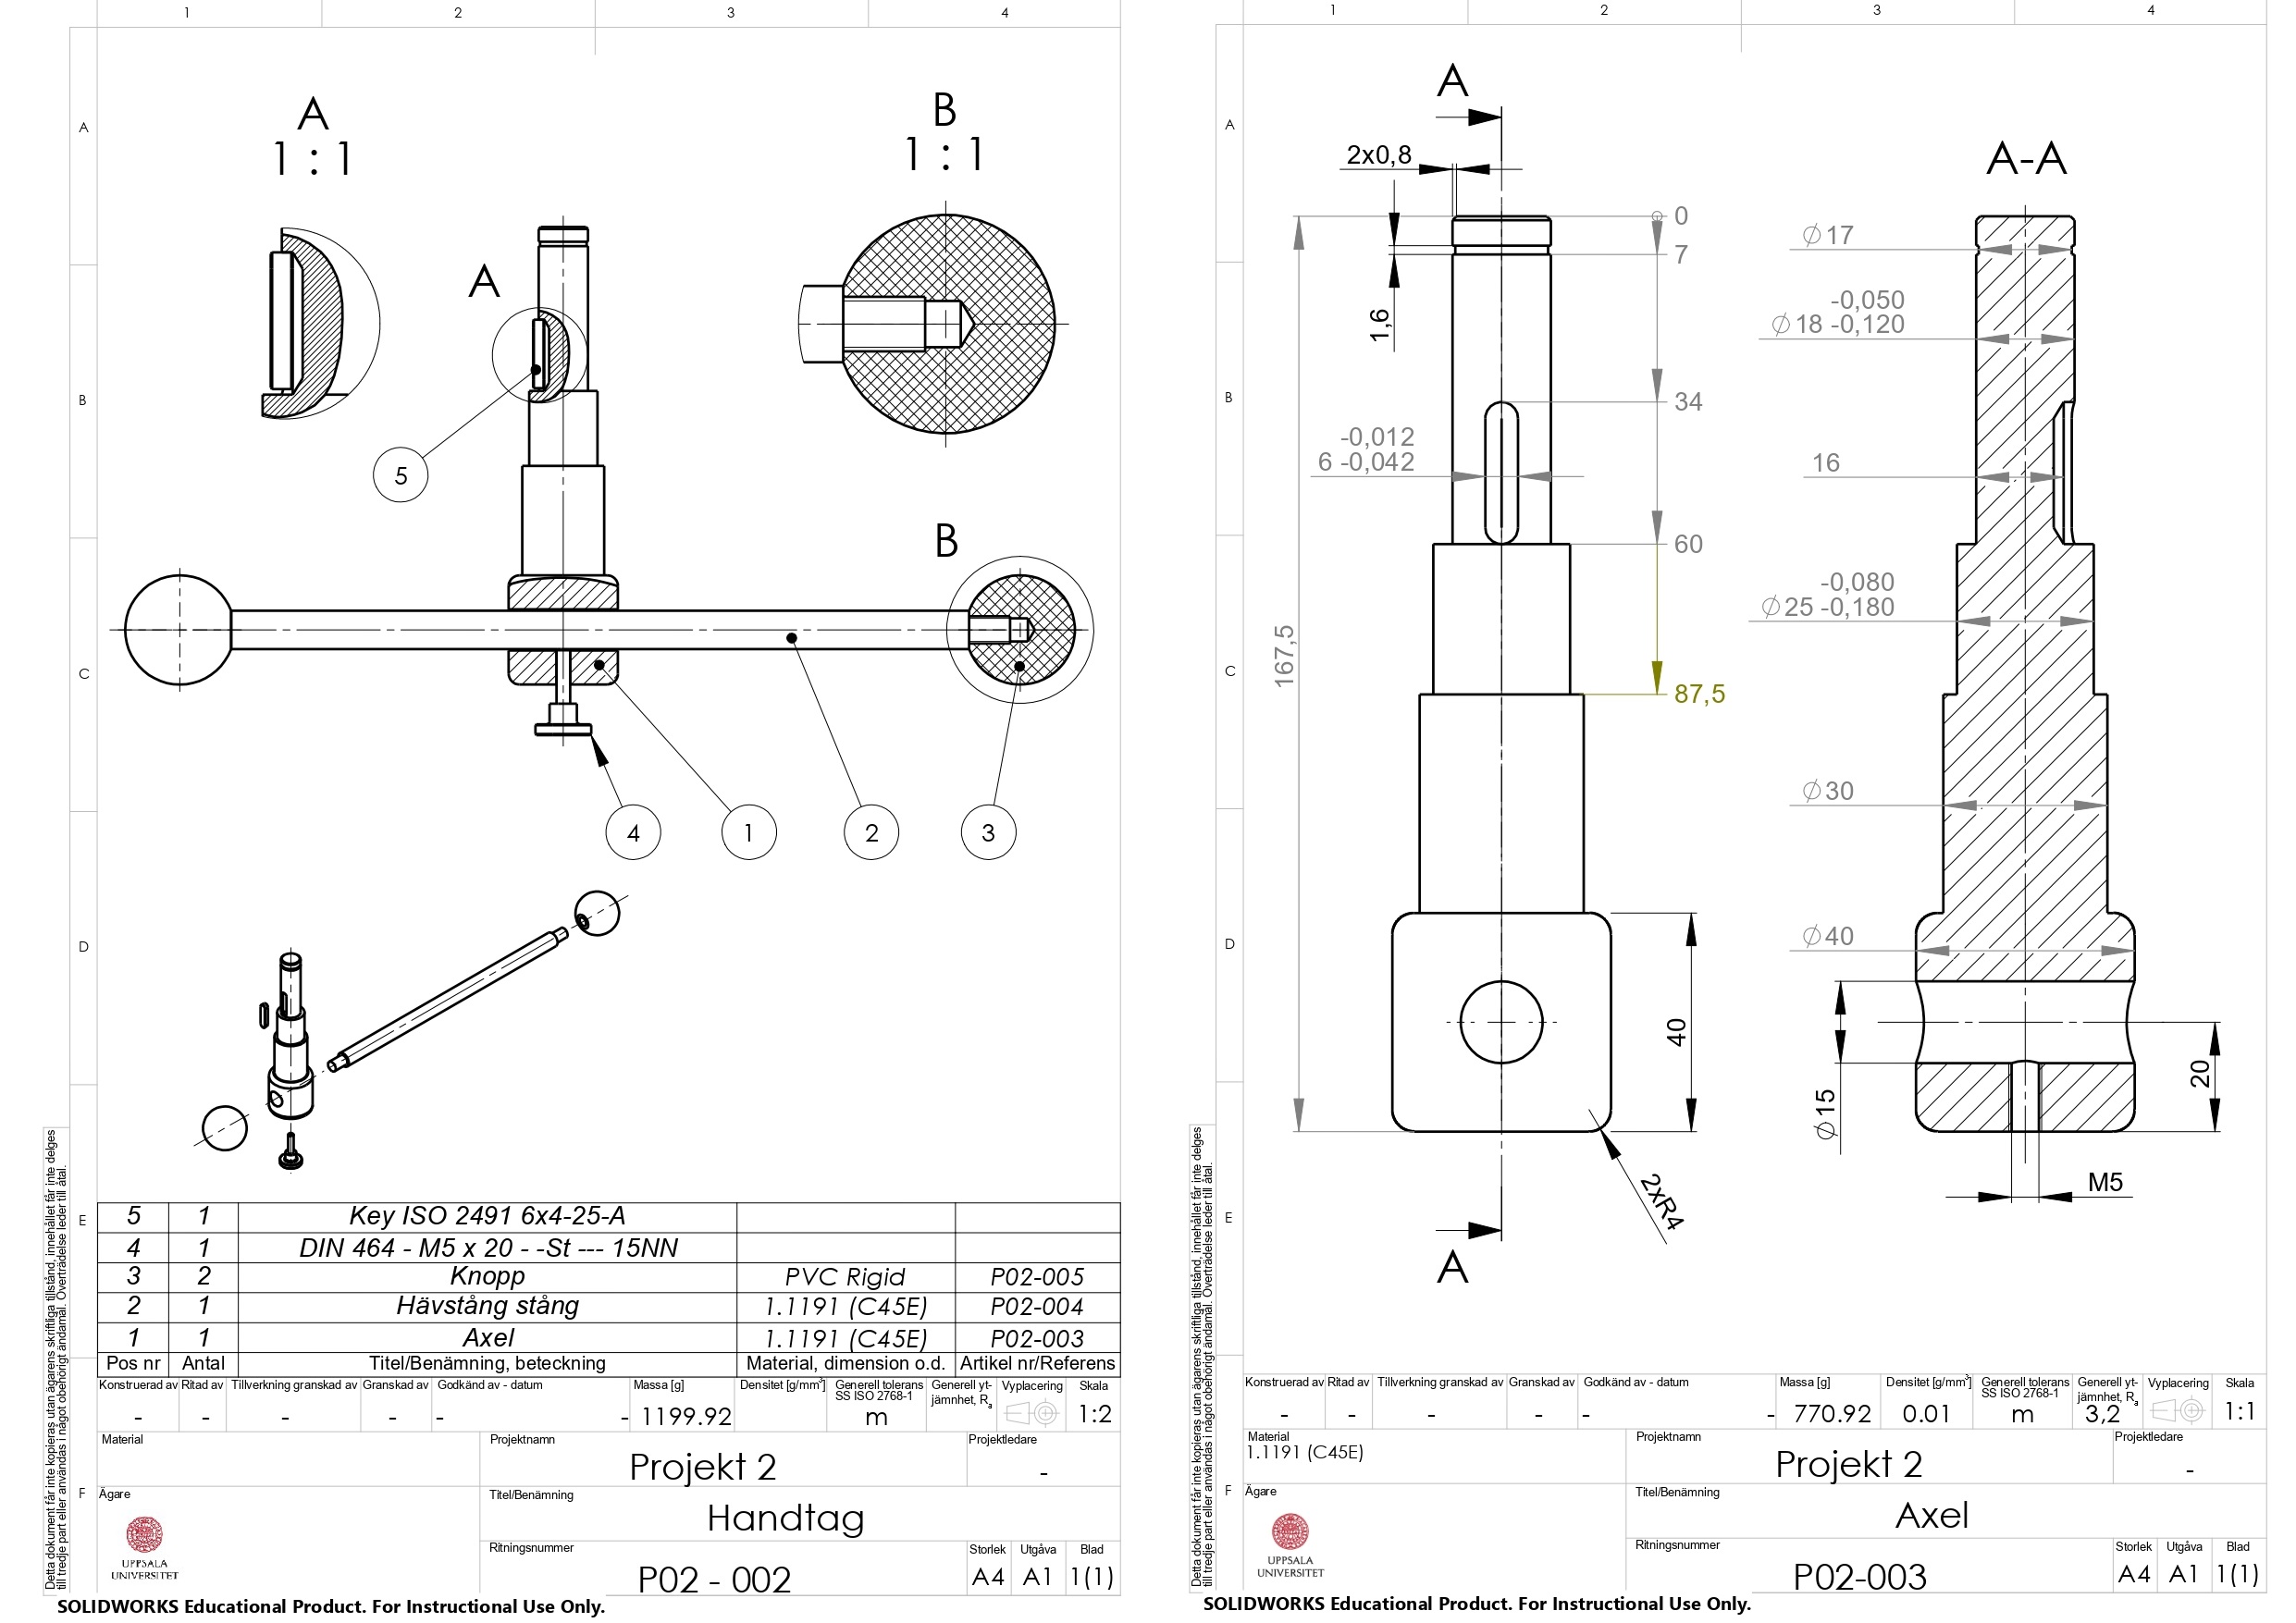 1 2 3 4
A
B
C
D
E
F
A
1 : 1
B
1 : 1
A
B
5
4
1
2
3
Detta dokument får inte kopieras utan ägarens skriftliga tillstånd, innehållet får inte delges
till tredje part eller användas i något obehörigt ändamål. Överträdelse leder till åtal.
5 1 Key ISO 2491 6x4-25-A
4 1 DIN 464 - M5 x 20 - -St --- 15NN
3 2 Knopp PVC Rigid P02-005
2 1 Hävstång stång 1.1191 (C45E) P02-004
1 1 Axel 1.1191 (C45E) P02-003
Pos nr Antal Titel/Benämning, beteckning Material, dimension o.d. Artikel nr/Referens
Konstruerad av Ritad av Tillverkning granskad av Granskad av Godkänd av - datum Massa [g] Densitet [g/mm³] Generell tolerans SS ISO 2768-1 Generell yt-jämnhet, Ra Vyplacering Skala
- - - - - - 1199.92 m 1:2
Material Projektnamn Projektledare
Projekt 2 -
Ägare Titel/Benämning
Handtag
UPPSALA
UNIVERSITET
Ritningsnummer Storlek Utgåva Blad
P02 - 002 A4 A1 1(1)
SOLIDWORKS Educational Product. For Instructional Use Only.
1 2 3 4
A
B
C
D
E
F
A
2x0,8
1,6
0
7
34
60
87,5
-0,012
6 -0,042
167,5
40
2xR4
A
A-A
∅17
-0,050
∅18 -0,120
16
-0,080
∅25 -0,180
∅30
∅40
∅15
20
M5
Detta dokument får inte kopieras utan ägarens skriftliga tillstånd, innehållet får inte delges
till tredje part eller användas i något obehörigt ändamål. Överträdelse leder till åtal.
Konstruerad av Ritad av Tillverkning granskad av Granskad av Godkänd av - datum Massa [g] Densitet [g/mm³] Generell tolerans SS ISO 2768-1 Generell yt-jämnhet, Ra Vyplacering Skala
- - - - - - 770.92 0.01 m 3,2 1:1
Material Projektnamn Projektledare
1.1191 (C45E) Projekt 2 -
Ägare Titel/Benämning
Axel
UPPSALA
UNIVERSITET
Ritningsnummer Storlek Utgåva Blad
P02-003 A4 A1 1(1)
SOLIDWORKS Educational Product. For Instructional Use Only.